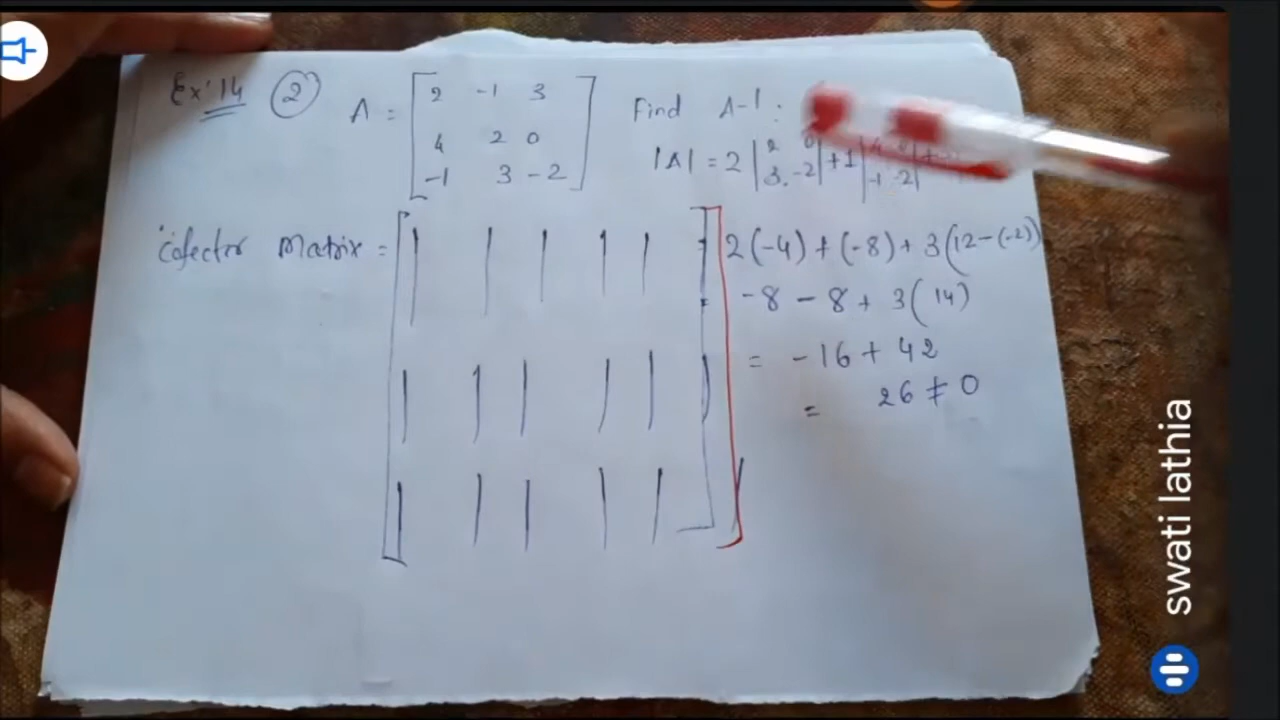 Ex' 14 ② A = [ 2 -1 3
4 2 0
-1 3 -2 ]
Find A-1 :
|A| = 2 | 2 0
3. -2 | +1 | 4 0
-1 -2 | +
Cofector Matrix =
2(-4) + (-8) + 3(12-(-2))
-8 - 8 + 3(14)
= -16 + 42
= 26 ≠ 0
swati lathia